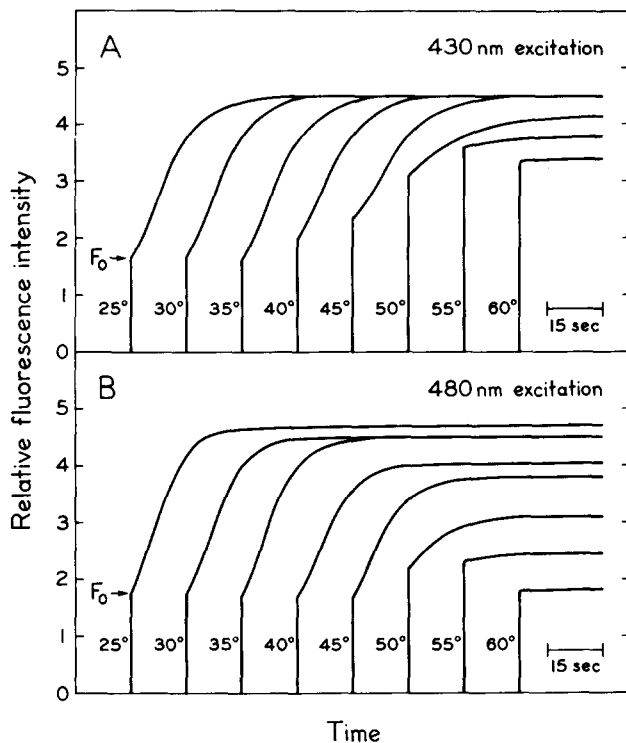 Relative fluorescence intensity
A
430 nm excitation
5
4
3
2
1
0
F₀→
25° 30° 35° 40° 45° 50° 55° 60°
15 sec
B
480 nm excitation
5
4
3
2
1
0
F₀→
25° 30° 35° 40° 45° 50° 55° 60°
15 sec
Time